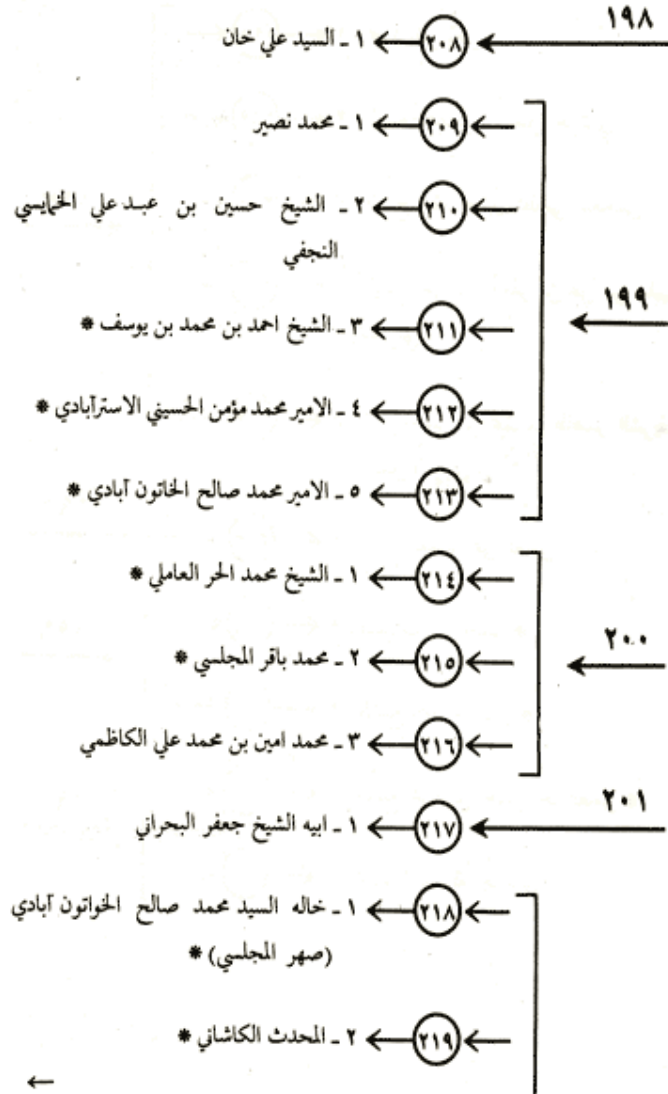 ١٩٨
٢٠٨ ١ ـ السيد علي خان
٢٠٩ ١ ـ محمد نصير
٢١٠ ٢ ـ الشيخ حسين بن عبد علي الخمايسي
النجفي
١٩٩
٢١١ ٣ ـ الشيخ احمد بن محمد بن يوسف *
٢١٢ ٤ ـ الامير محمد مؤمن الحسيني الاسترآبادي *
٢١٣ ٥ ـ الامير محمد صالح الخاتون آبادي *
٢١٤ ١ ـ الشيخ محمد الحر العاملي *
٢٠٠
٢١٥ ٢ ـ محمد باقر المجلسي *
٢١٦ ٣ ـ محمد امين بن محمد علي الكاظمي
٢٠١
٢١٧ ١ ـ ابيه الشيخ جعفر البحراني
٢١٨ ١ ـ خاله السيد محمد صالح الخواتون آبادي
(صهر المجلسي) *
٢١٩ ٢ ـ المحدث الكاشاني *